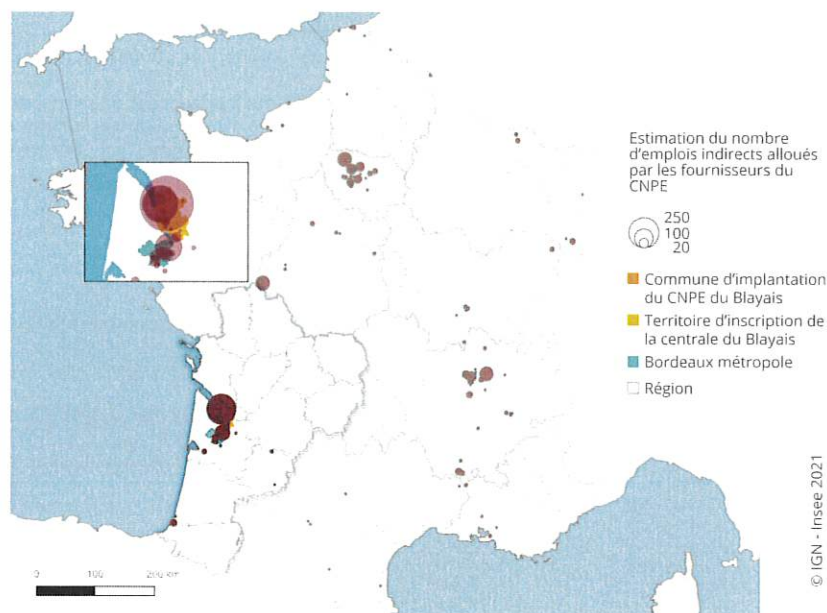 Estimation du nombre
d'emplois indirects alloués
par les fournisseurs du
CNPE
250
100
20
Commune d'implantation
du CNPE du Blayais
Territoire d'inscription de
la centrale du Blayais
Bordeaux métropole
Région
© IGN - Insee 2021
0 100 200 km